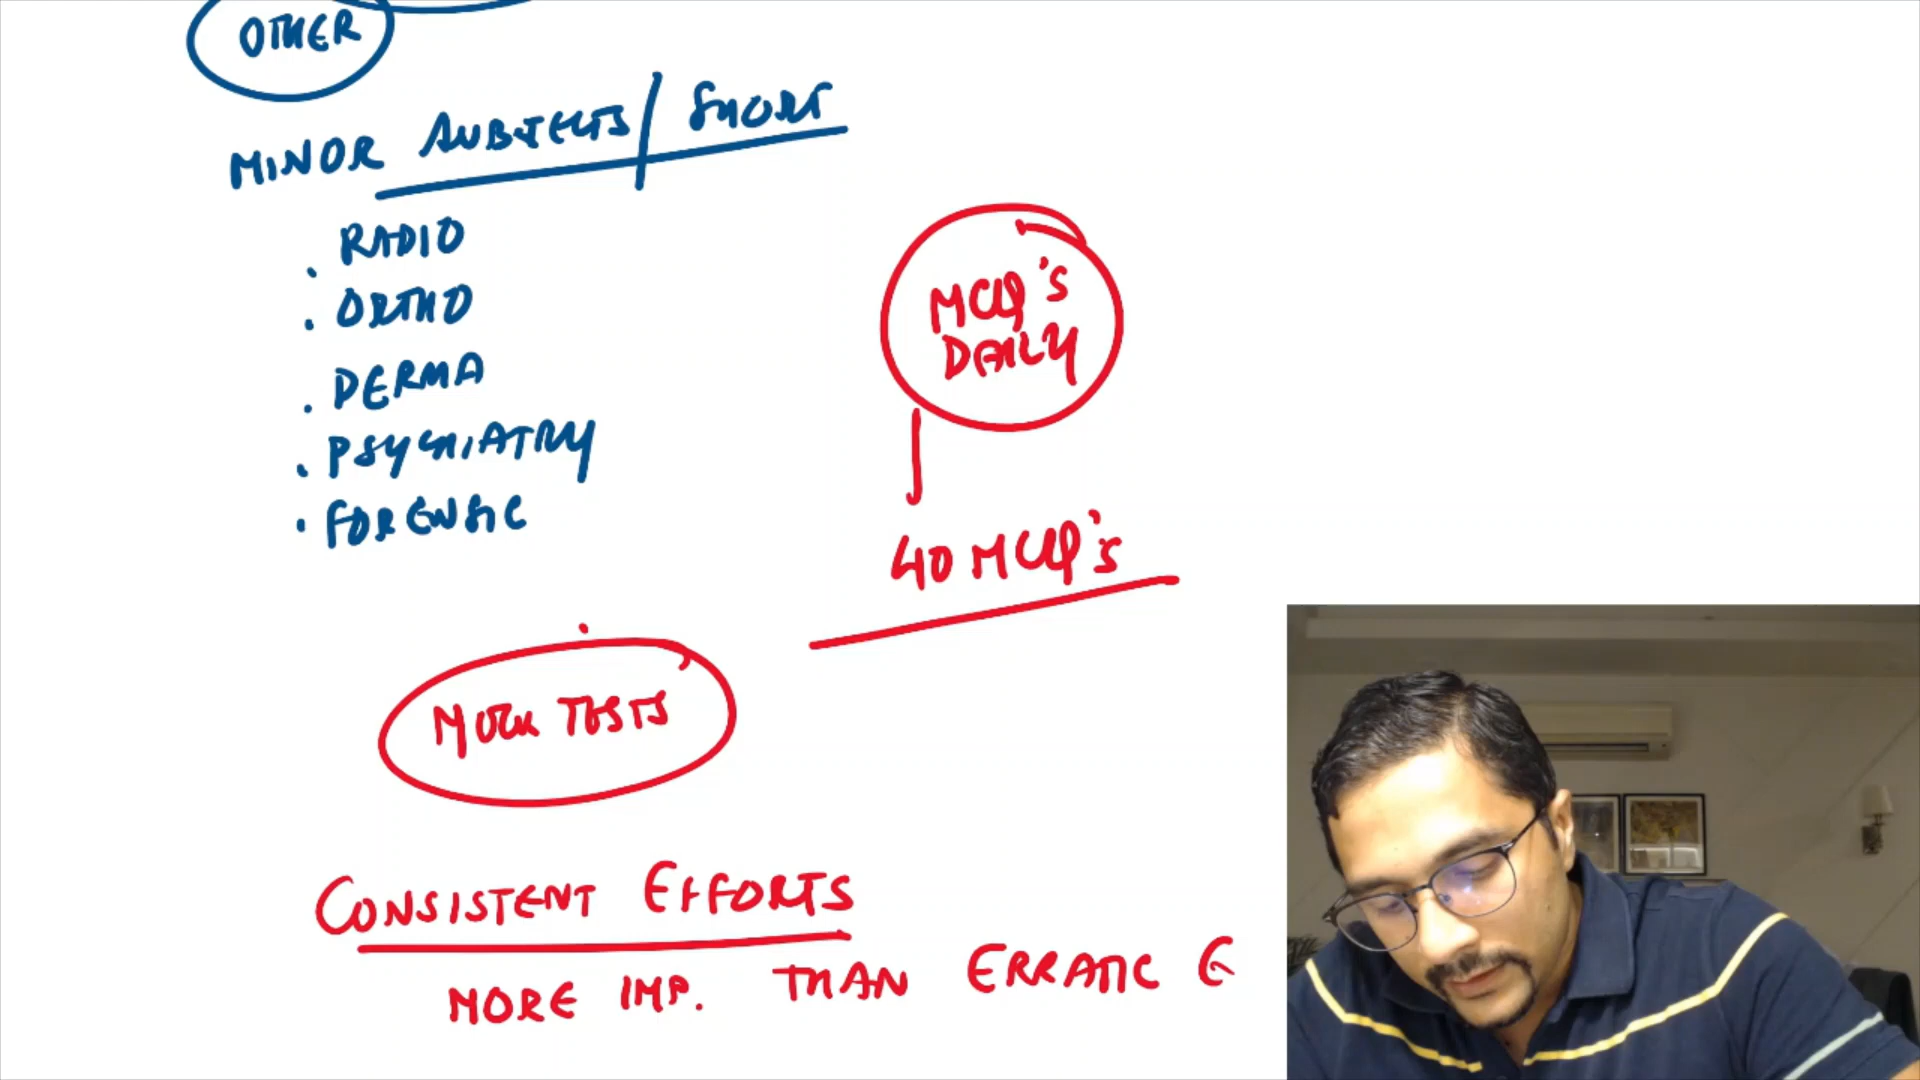 OTHER
MINOR SUBJECTS/ SHORT
. RADIO
. ORTHO
. DERMA
. PSYCHIATRY
. FORENSIC
MCQ's
DAILY
40 MCQ's
MOCK TESTS
CONSISTENT EFFORTS
MORE IMP. THAN ERRATIC E